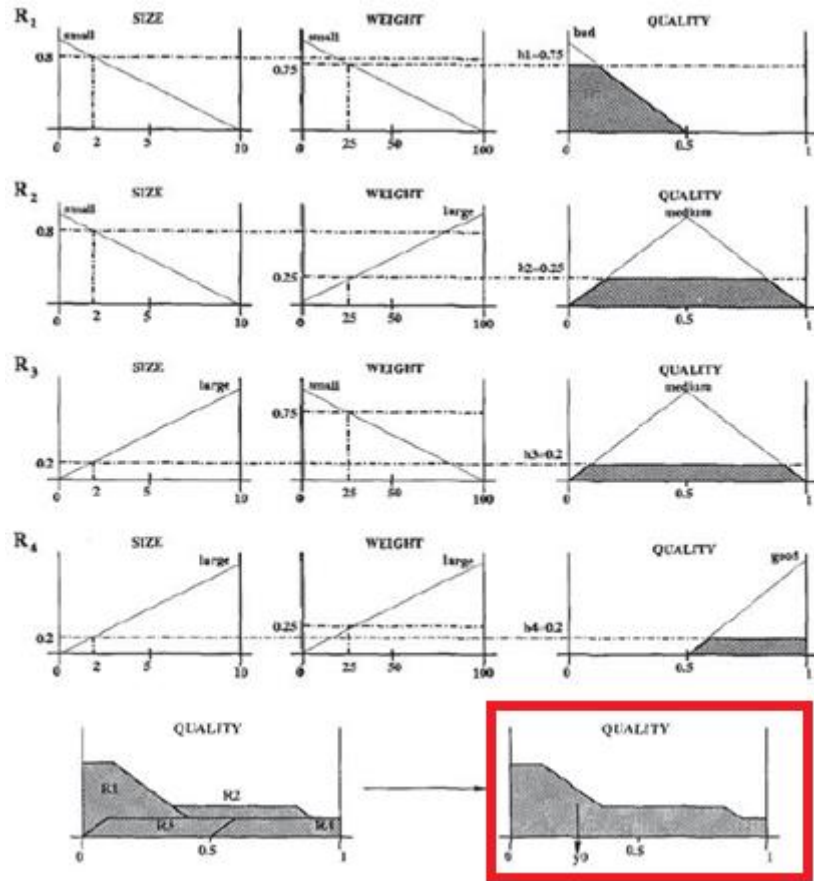 R1 SIZE WEIGHT QUALITY
small small bad
0.8 0.75 h1=0.75
0 2 5 10 0 25 50 100 0 0.5 1
R2 SIZE WEIGHT QUALITY
small large medium
0.8 0.25 h2=0.25
0 2 5 10 0 25 50 100 0 0.5 1
R3 SIZE WEIGHT QUALITY
large small medium
0.2 0.75 h3=0.2
0 2 5 10 0 25 50 100 0 0.5 1
R4 SIZE WEIGHT QUALITY
large large good
0.2 0.25 h4=0.2
0 2 5 10 0 25 50 100 0 0.5 1
QUALITY QUALITY
R1 R2
R3 R4
0 0.5 1 0 y0 0.5 1